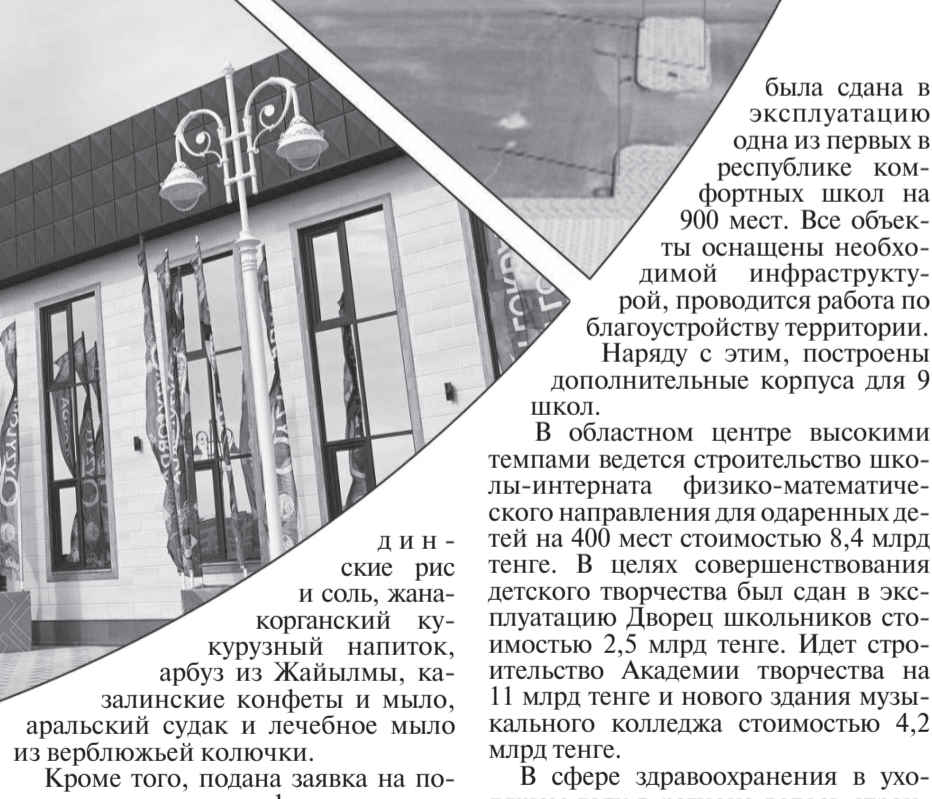 дин-
ские рис
и соль, жана-
корганский ку-
курузный напиток,
арбуз из Жайылмы, ка-
залинские конфеты и мыло,
аральский судак и лечебное мыло
из верблюжьей колючки.
Кроме того, подана заявка на по-
была сдана в
эксплуатацию
одна из первых в
республике ком-
фортных школ на
900 мест. Все объек-
ты оснащены необхо-
димой инфраструкту-
рой, проводится работа по
благоустройству территории.
Наряду с этим, построены
дополнительные корпуса для 9
школ.
В областном центре высокими
темпами ведется строительство шко-
лы-интерната физико-математиче-
ского направления для одаренных де-
тей на 400 мест стоимостью 8,4 млрд
тенге. В целях совершенствования
детского творчества был сдан в экс-
плуатацию Дворец школьников сто-
имостью 2,5 млрд тенге. Идет стро-
ительство Академии творчества на
11 млрд тенге и нового здания музы-
кального колледжа стоимостью 4,2
млрд тенге.
В сфере здравоохранения в ухо-